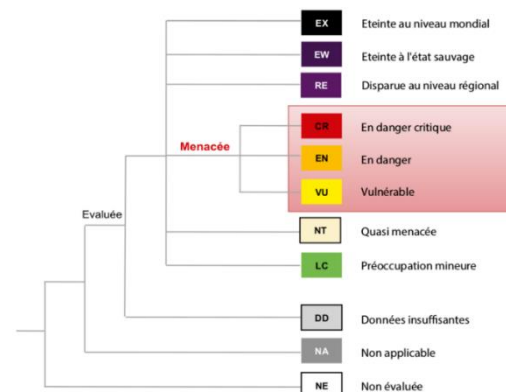 EX Eteinte au niveau mondial
EW Eteinte à l'état sauvage
RE Disparue au niveau régional
CR En danger critique
Menacée
EN En danger
VU Vulnérable
Evaluée
NT Quasi menacée
LC Préoccupation mineure
DD Données insuffisantes
NA Non applicable
NE Non évaluée